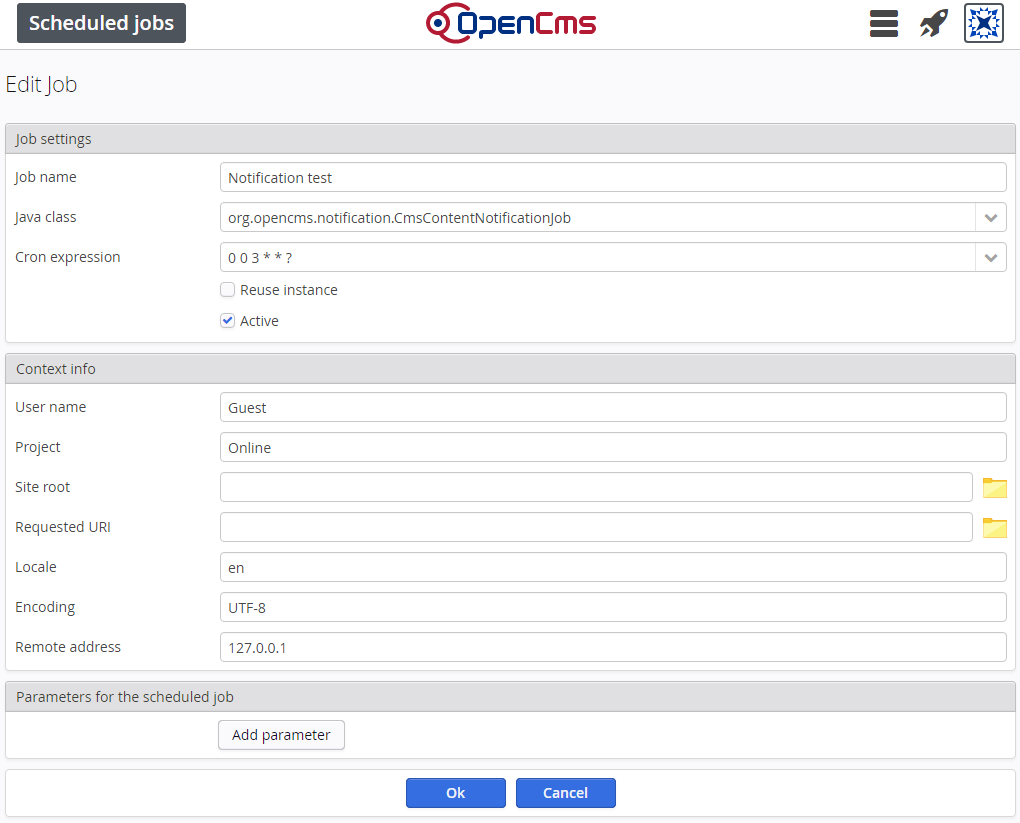 Scheduled jobs
OpenCms
Edit Job
Job settings
Job name
Notification test
Java class
org.opencms.notification.CmsContentNotificationJob
Cron expression
0 0 3 * * ?
Reuse instance
Active
Context info
User name
Guest
Project
Online
Site root
Requested URI
Locale
en
Encoding
UTF-8
Remote address
127.0.0.1
Parameters for the scheduled job
Add parameter
Ok
Cancel